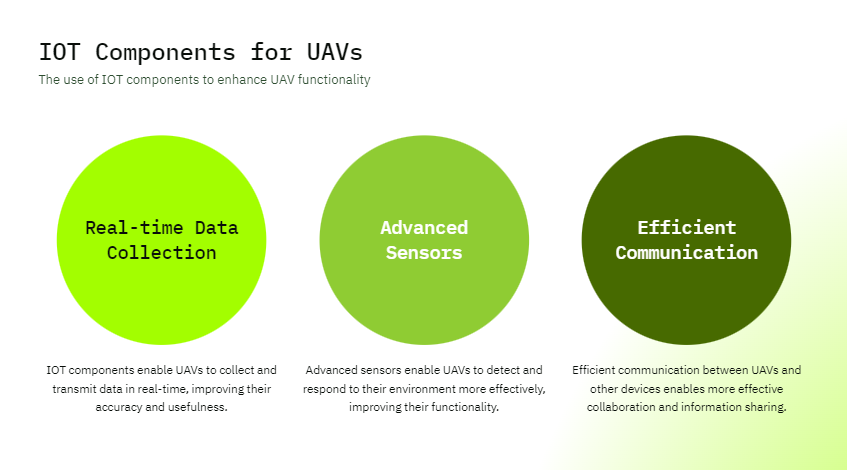 IOT Components for UAVs
The use of IOT components to enhance UAV functionality
Real-time Data
Collection
Advanced
Sensors
Efficient
Communication
IOT components enable UAVs to collect and
transmit data in real-time, improving their
accuracy and usefulness.
Advanced sensors enable UAVs to detect and
respond to their environment more effectively,
improving their functionality.
Efficient communication between UAVs and
other devices enables more effective
collaboration and information sharing.